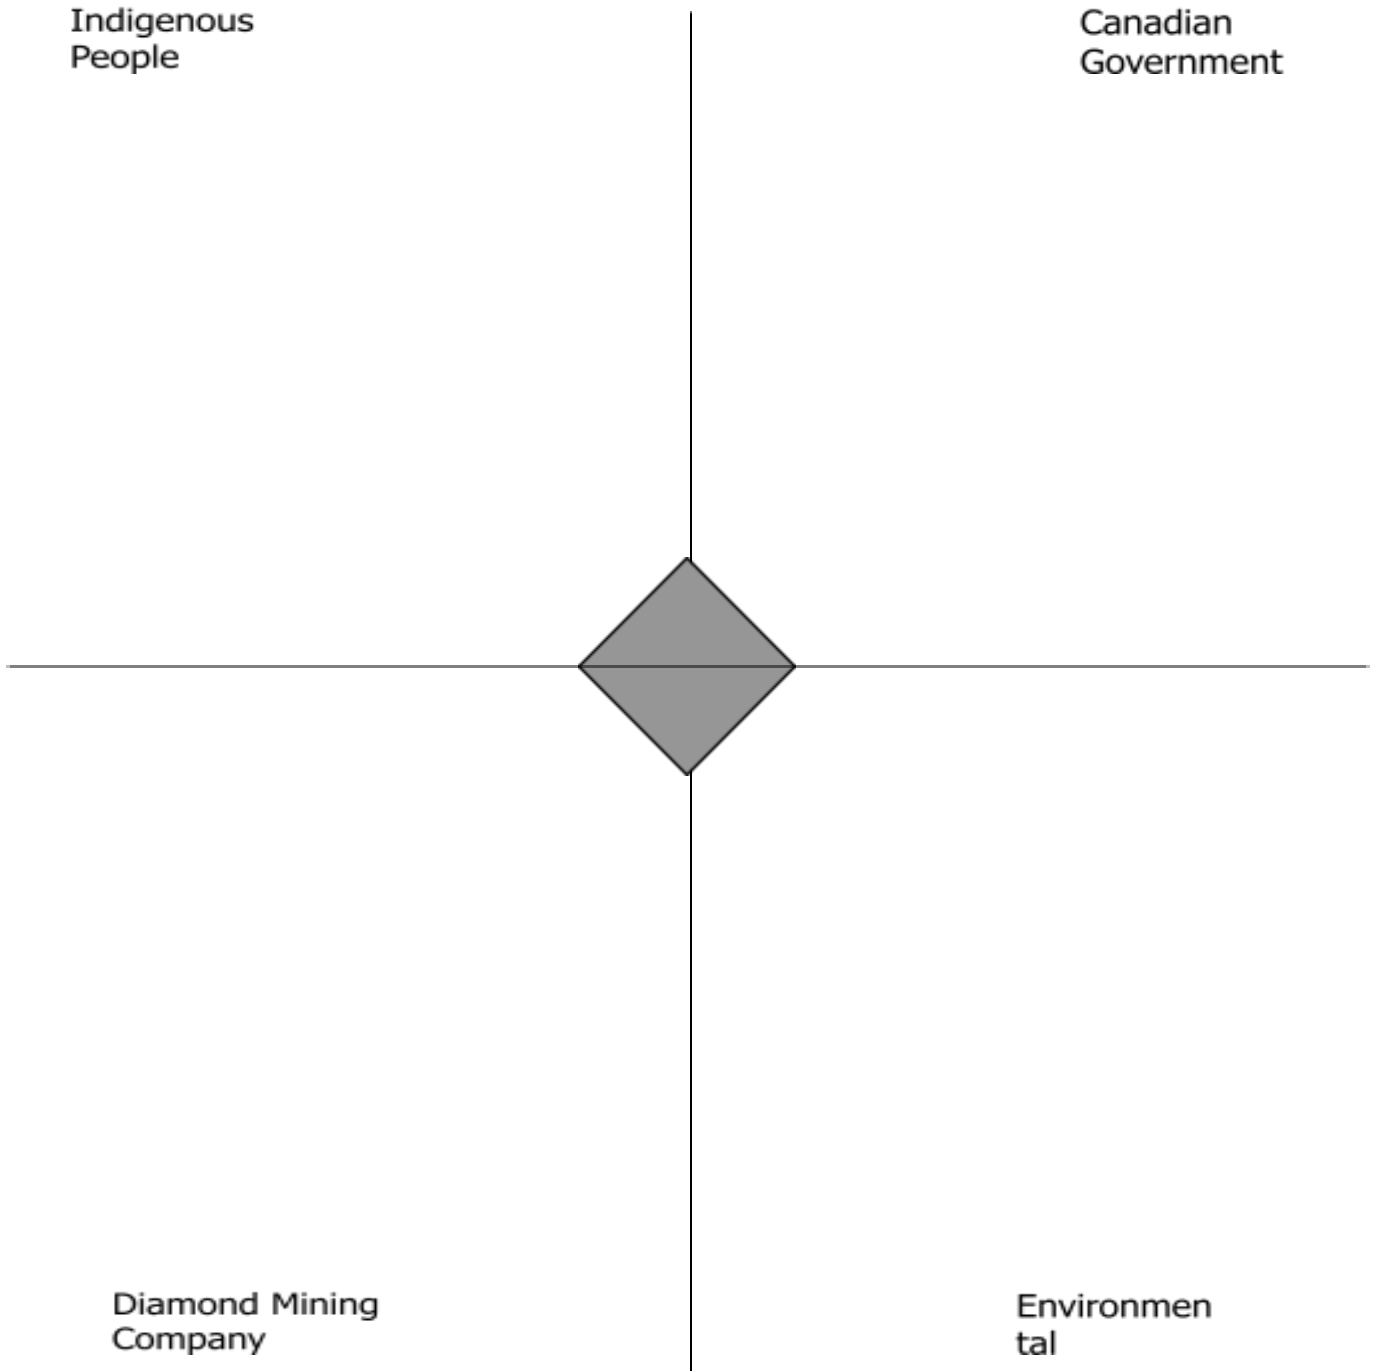 Indigenous
People
Canadian
Government
Diamond Mining
Company
Environmen
tal